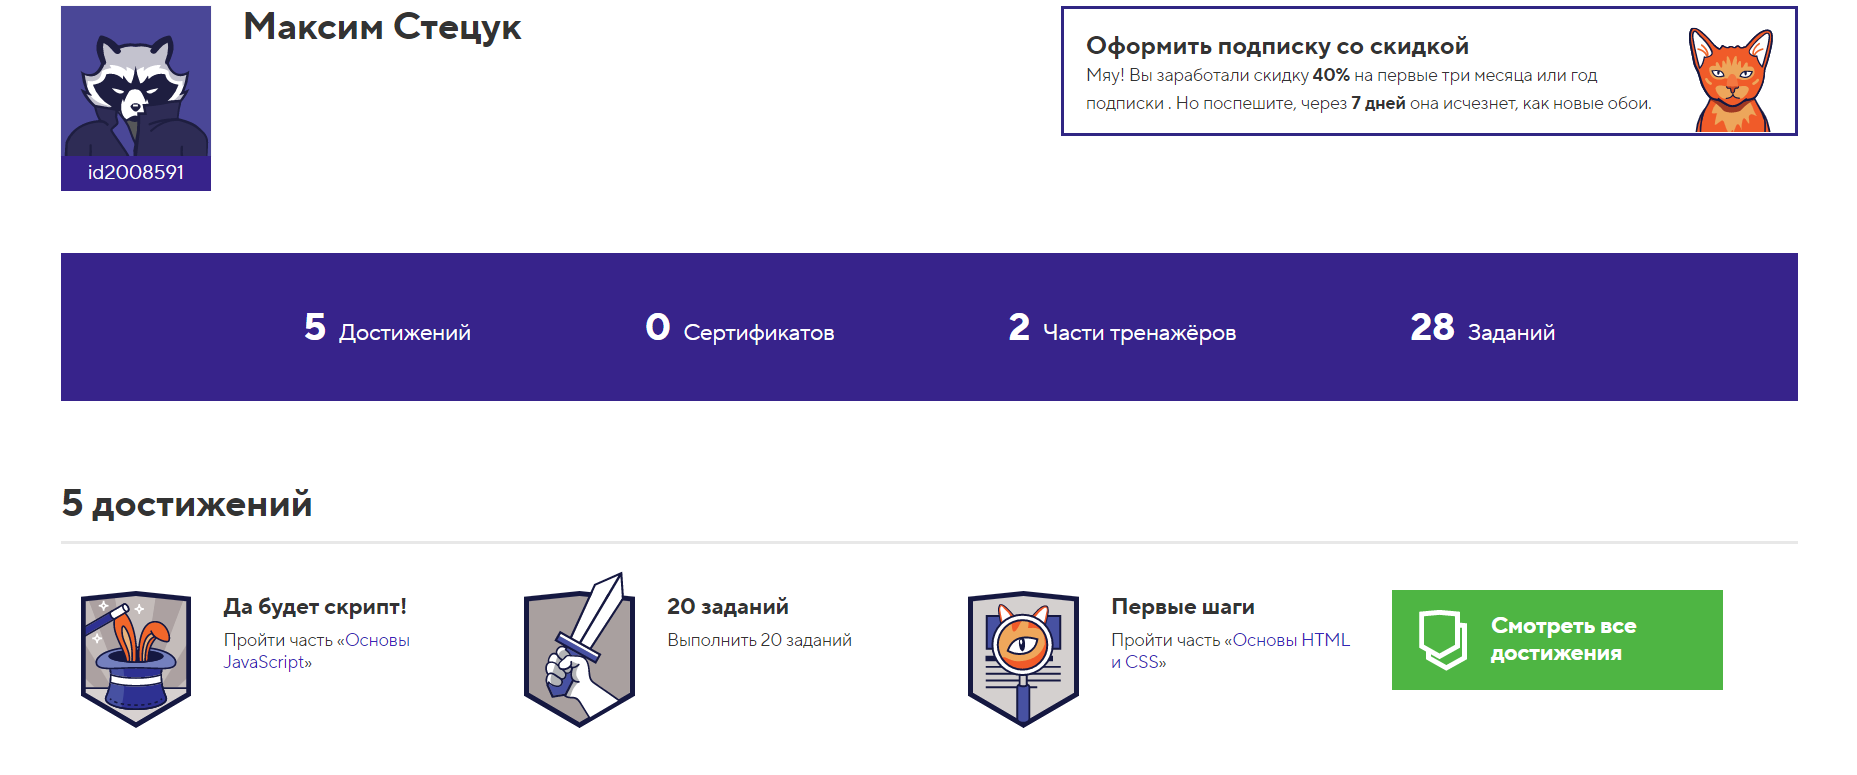 Максим Стецук
id2008591
Оформить подписку со скидкой
Мяу! Вы заработали скидку 40% на первые три месяца или год
подписки . Но поспешите, через 7 дней она исчезнет, как новые обои.
5 Достижений
0 Сертификатов
2 Части тренажёров
28 Заданий
5 достижений
Да будет скрипт!
Пройти часть «Основы
JavaScript»
20 заданий
Выполнить 20 заданий
Первые шаги
Пройти часть «Основы HTML
и CSS»
Смотреть все
достижения